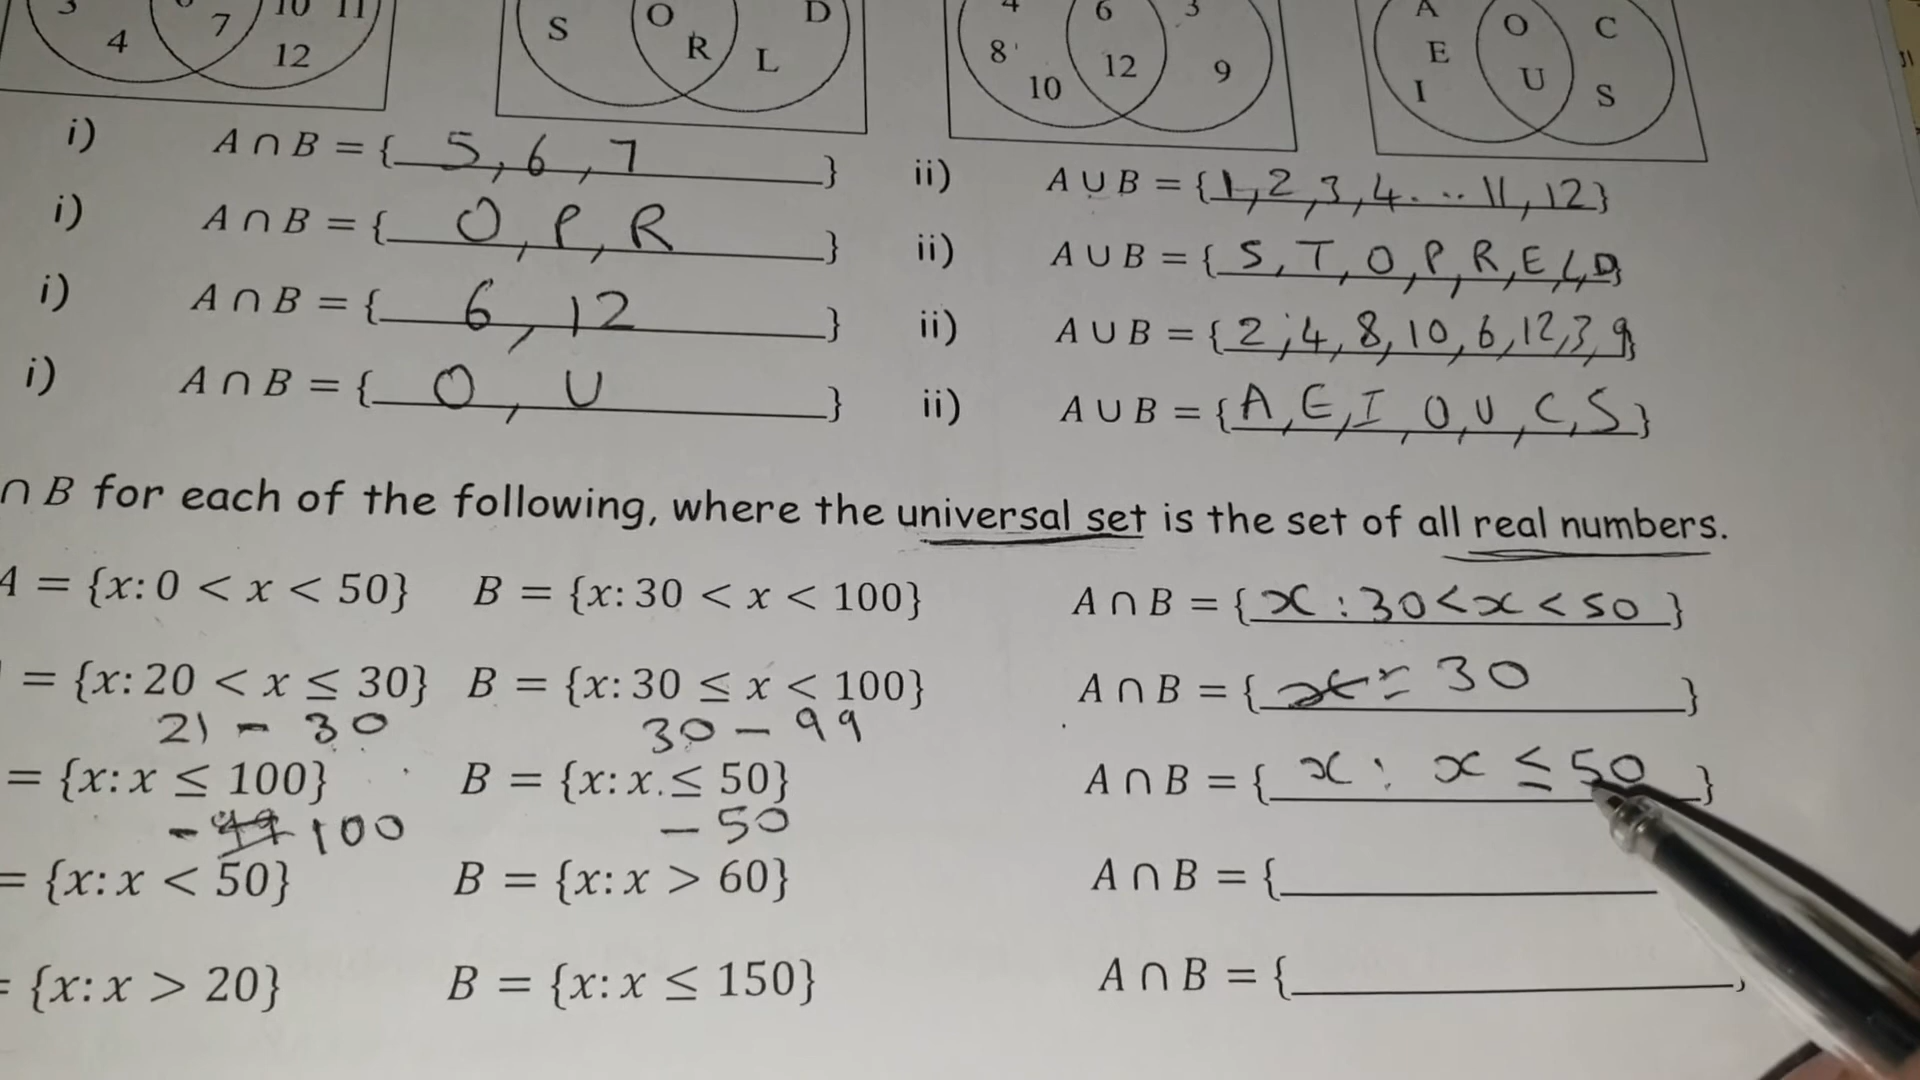 4 7 10 11 12
S O R D L
4 8 10 6 12 3 9
A E I O U C S
i) A ∩ B = { 5, 6, 7 } ii) A ∪ B = {1,2,3,4...11,12}
i) A ∩ B = { O, P, R } ii) A ∪ B = { S, T, O, P, R, E, L, D}
i) A ∩ B = { 6, 12 } ii) A ∪ B = {2,4,8,10,6,12,3,9}
i) A ∩ B = { O, U } ii) A ∪ B = {A,E,I,O,U,C,S}
∩ B for each of the following, where the universal set is the set of all real numbers.
A = {x: 0 < x < 50} B = {x: 30 < x < 100} A ∩ B = {x : 30<x<50}
= {x: 20 < x ≤ 30} B = {x: 30 ≤ x < 100} A ∩ B = { x = 30 }
21 - 30 30 - 99
= {x: x ≤ 100} B = {x: x ≤ 50} A ∩ B = { x : x ≤ 50 }
- 100 - 50
= {x: x < 50} B = {x: x > 60} A ∩ B = {
= {x: x > 20} B = {x: x ≤ 150} A ∩ B = {